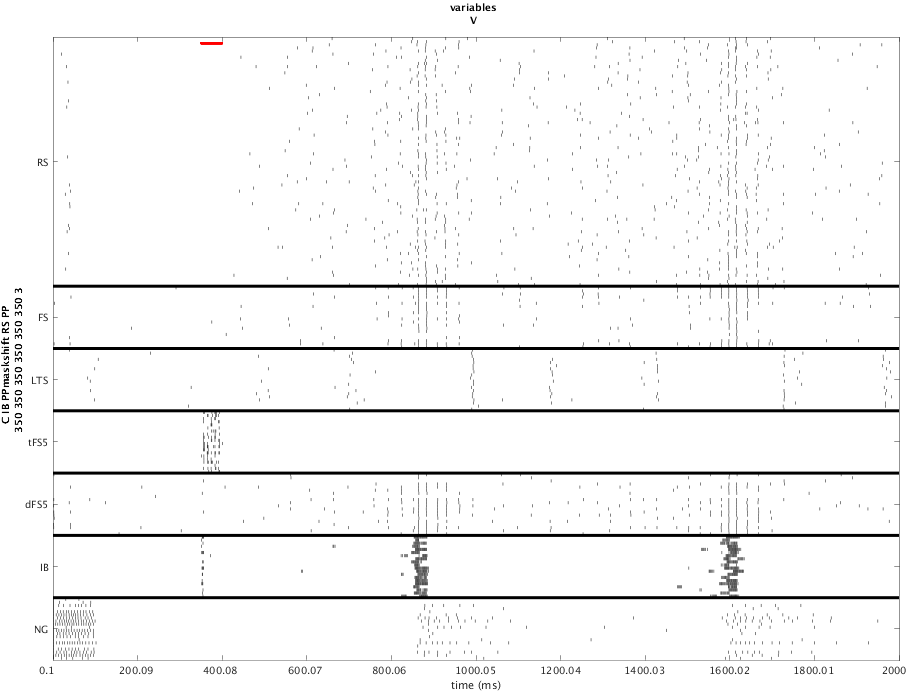 variables
V
C IB PPmaskshift RS PP
350 350 350 350 350 350 3
RS
FS
LTS
tFS5
dFS5
IB
NG
0.1 200.09 400.08 600.07 800.06 1000.05 1200.04 1400.03 1600.02 1800.01 2000
time (ms)